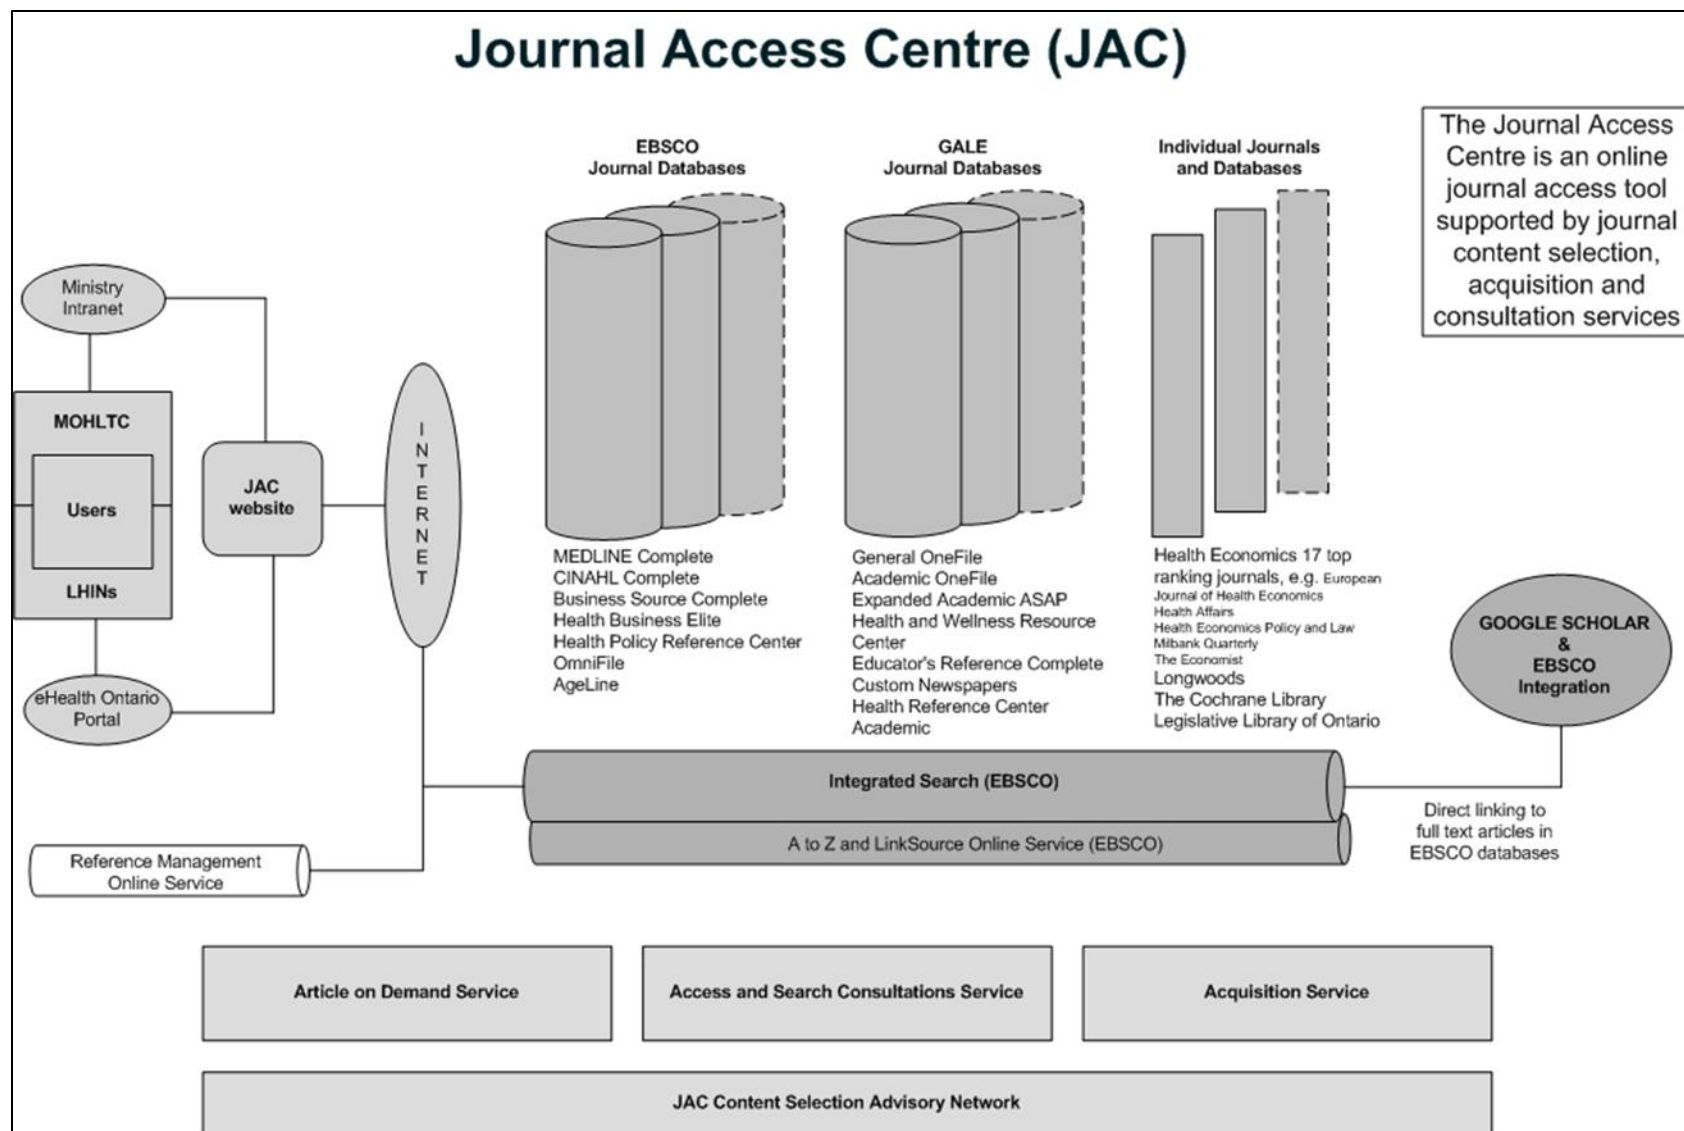 Journal Access Centre (JAC)
The Journal Access
Centre is an online
journal access tool
supported by journal
content selection,
acquisition and
consultation services
EBSCO
Journal Databases
GALE
Journal Databases
Individual Journals
and Databases
Ministry
Intranet
MOHLTC
Users
LHINs
eHealth Ontario
Portal
JAC
website
INTERNET
MEDLINE Complete
CINAHL Complete
Business Source Complete
Health Business Elite
Health Policy Reference Center
OmniFile
AgeLine
General OneFile
Academic OneFile
Expanded Academic ASAP
Health and Wellness Resource
Center
Educator's Reference Complete
Custom Newspapers
Health Reference Center
Academic
Health Economics 17 top
ranking journals, e.g. European
Journal of Health Economics
Health Affairs
Health Economics Policy and Law
Milbank Quarterly
The Economist
Longwoods
The Cochrane Library
Legislative Library of Ontario
GOOGLE SCHOLAR
&
EBSCO
Integration
Integrated Search (EBSCO)
A to Z and LinkSource Online Service (EBSCO)
Direct linking to
full text articles in
EBSCO databases
Reference Management
Online Service
Article on Demand Service
Access and Search Consultations Service
Acquisition Service
JAC Content Selection Advisory Network